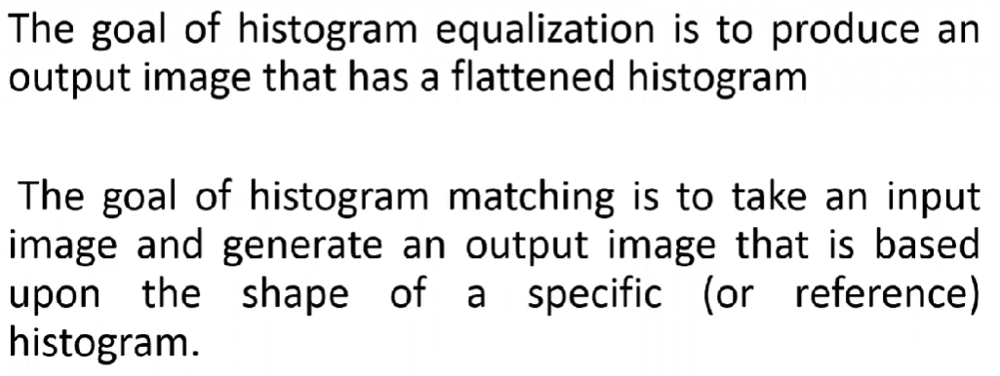 The goal of histogram equalization is to produce an
output image that has a flattened histogram
The goal of histogram matching is to take an input
image and generate an output image that is based
upon the shape of a specific (or reference)
histogram.